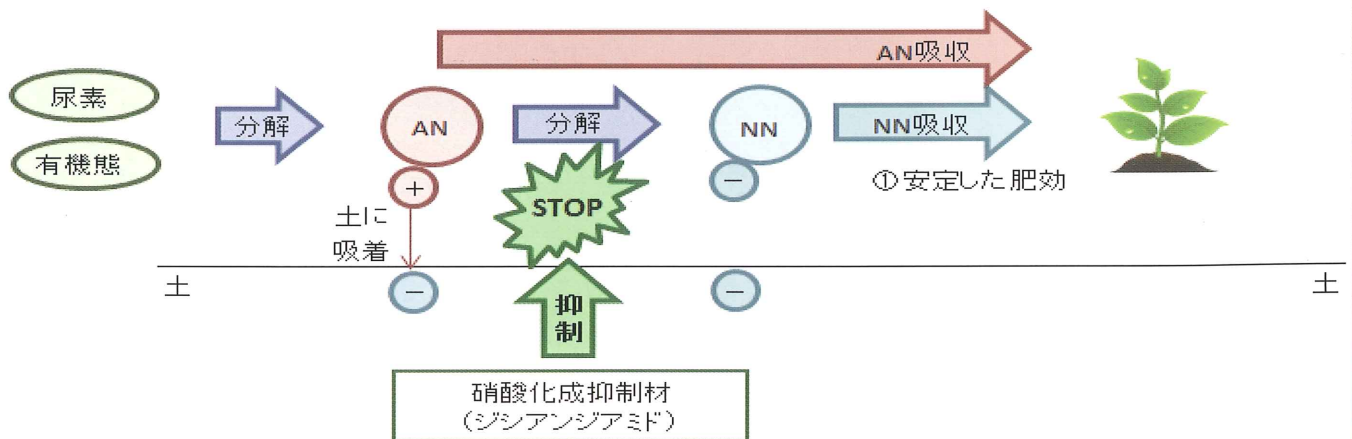 AN吸収
尿素
有機態
分解
AN
分解
NN
NN吸収
+
−
①安定した肥効
STOP
土に
吸着
土
−
−
土
抑
制
硝酸化成抑制材
(ジシアンジアミド)